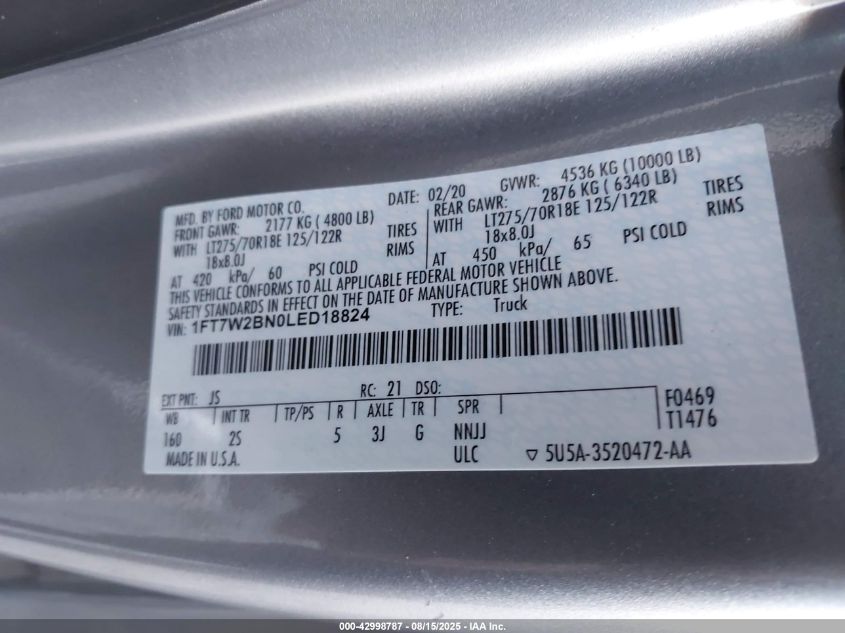 MFD. BY FORD MOTOR CO. DATE: 02/20 GVWR: 4536 KG (10000 LB)
FRONT GAWR: 2177 KG ( 4800 LB) REAR GAWR: 2876 KG ( 6340 LB)
WITH LT275/70R18E 125/122R TIRES WITH LT275/70R18E 125/122R TIRES
18x8.0J RIMS 18x8.0J RIMS
AT 420 kPa/ 60 PSI COLD AT 450 kPa/ 65 PSI COLD
THIS VEHICLE CONFORMS TO ALL APPLICABLE FEDERAL MOTOR VEHICLE
SAFETY STANDARDS IN EFFECT ON THE DATE OF MANUFACTURE SHOWN ABOVE.
VIN: 1FT7W2BN0LED18824 TYPE: Truck
EXT PNT: JS RC: 21 DSO:
WB INT TR TP/PS R AXLE TR SPR F0469
160 2S 5 3J G NNJJ T1476
MADE IN U.S.A. ULC ▽ 5U5A-3520472-AA
000-42998787 - 08/15/2025 - IAA Inc.